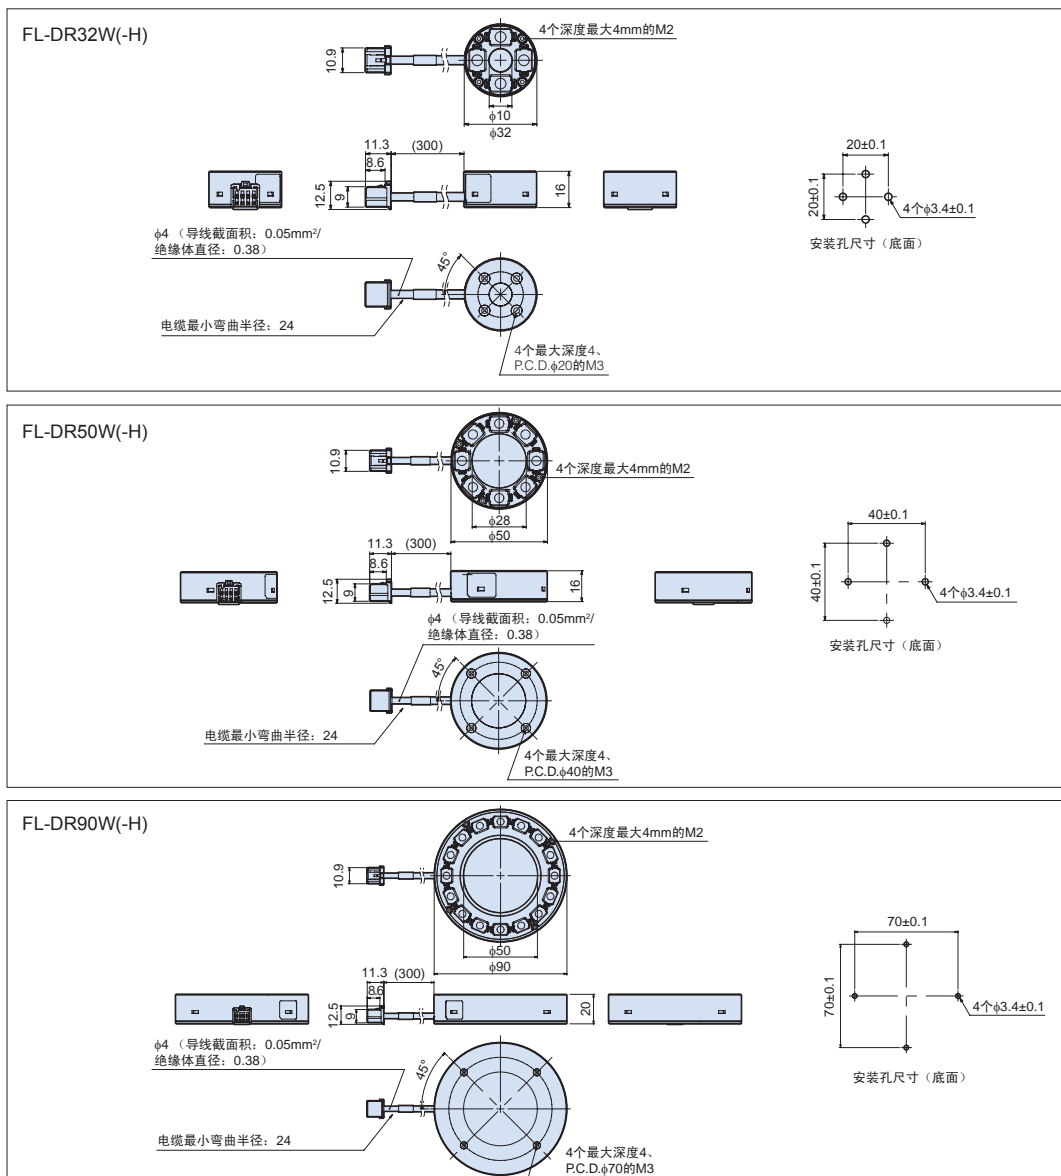 FL-DR32W(-H)
4个深度最大4mm的M2
10.9
ϕ10
ϕ32
11.3
(300)
8.6
12.5
9
16
20±0.1
20±0.1
4个ϕ3.4±0.1
安装孔尺寸（底面）
ϕ4 （导线截面积：0.05mm²/
绝缘体直径：0.38）
45°
电缆最小弯曲半径：24
4个最大深度4、
P.C.D.ϕ20的M3
FL-DR50W(-H)
10.9
4个深度最大4mm的M2
ϕ28
ϕ50
11.3
(300)
8.6
12.5
9
16
40±0.1
40±0.1
4个ϕ3.4±0.1
安装孔尺寸（底面）
ϕ4 （导线截面积：0.05mm²/
绝缘体直径：0.38）
45°
电缆最小弯曲半径：24
4个最大深度4、
P.C.D.ϕ40的M3
FL-DR90W(-H)
4个深度最大4mm的M2
10.9
ϕ50
ϕ90
11.3
(300)
8.6
12.5
9
20
70±0.1
70±0.1
4个ϕ3.4±0.1
安装孔尺寸（底面）
ϕ4 （导线截面积：0.05mm²/
绝缘体直径：0.38）
45°
电缆最小弯曲半径：24
4个最大深度4、
P.C.D.ϕ70的M3